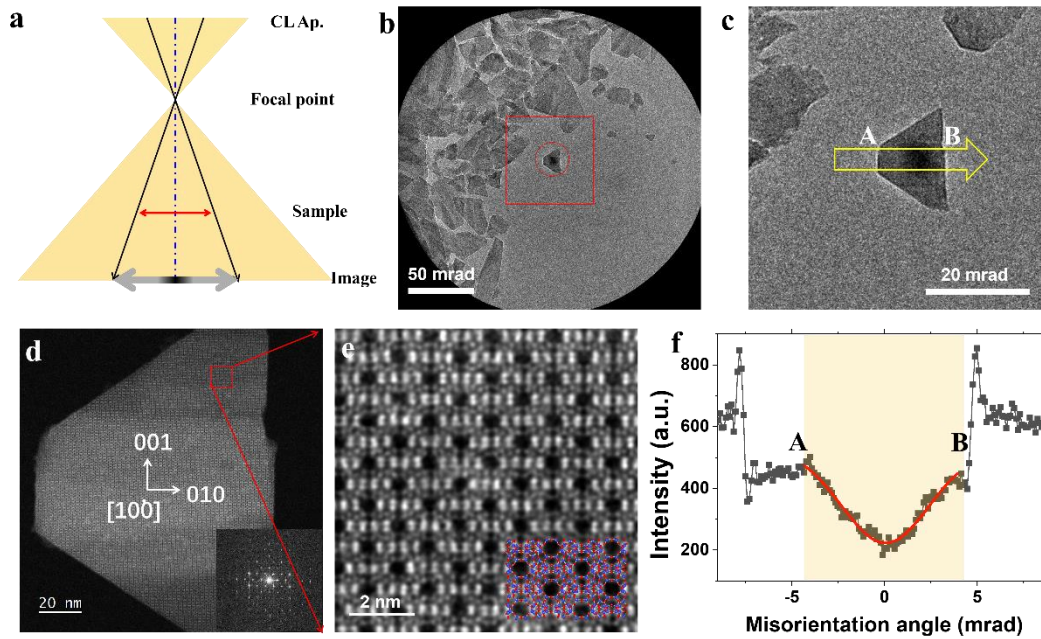 a
CL Ap.
Focal point
Sample
Image
b
50 mrad
c
A
B
20 mrad
d
001
010
[100]
20 nm
e
2 nm
f
Intensity (a.u.)
800
600
400
200
A
B
-5
0
5
Misorientation angle (mrad)